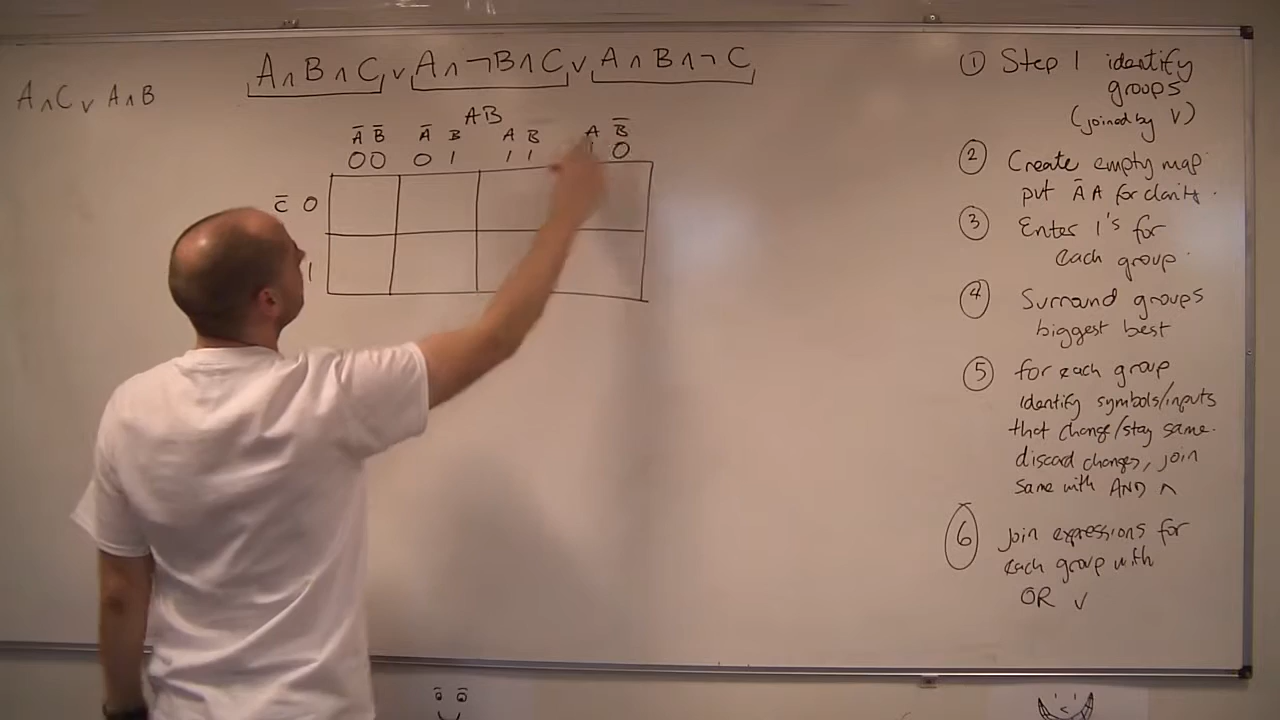 A∧B∧C ∨ A∧¬B∧C ∨ A∧B∧¬C
A∧C ∨ A∧B
AB
A̅ B̅ A̅ B A B A B̅
00 01 11 10
C̅ 0
1
① Step 1 identify
groups
(joined by V)
② Create empty map
put A̅ A for clarity.
③ Enter 1's for
each group.
④ Surround groups
biggest best
⑤ for each group
identify symbols/inputs
that change/stay same.
discard changes, join
same with AND ∧
⑥ join expressions for
each group with
OR ∨